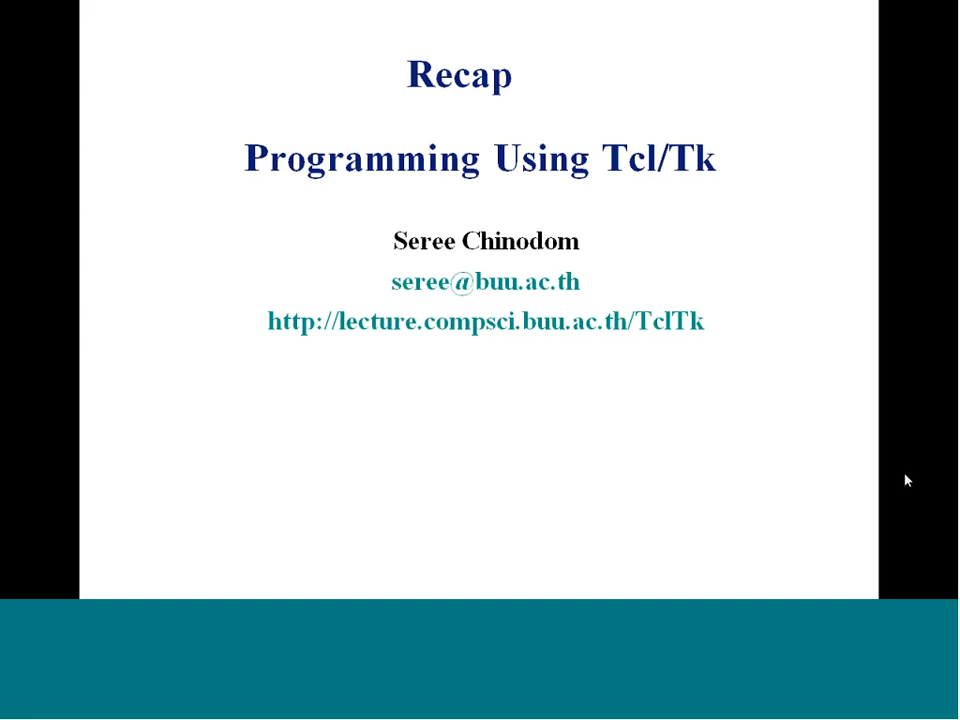 Recap
Programming Using Tcl/Tk
Seree Chinodom
seree@buu.ac.th
http://lecture.compsci.buu.ac.th/TclTk